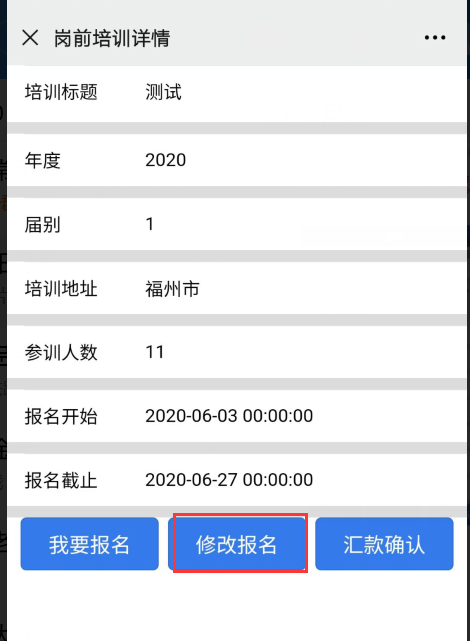 岗前培训详情
培训标题 测试
年度 2020
届别 1
培训地址 福州市
参训人数 11
报名开始 2020-06-03 00:00:00
报名截止 2020-06-27 00:00:00
我要报名 修改报名 汇款确认